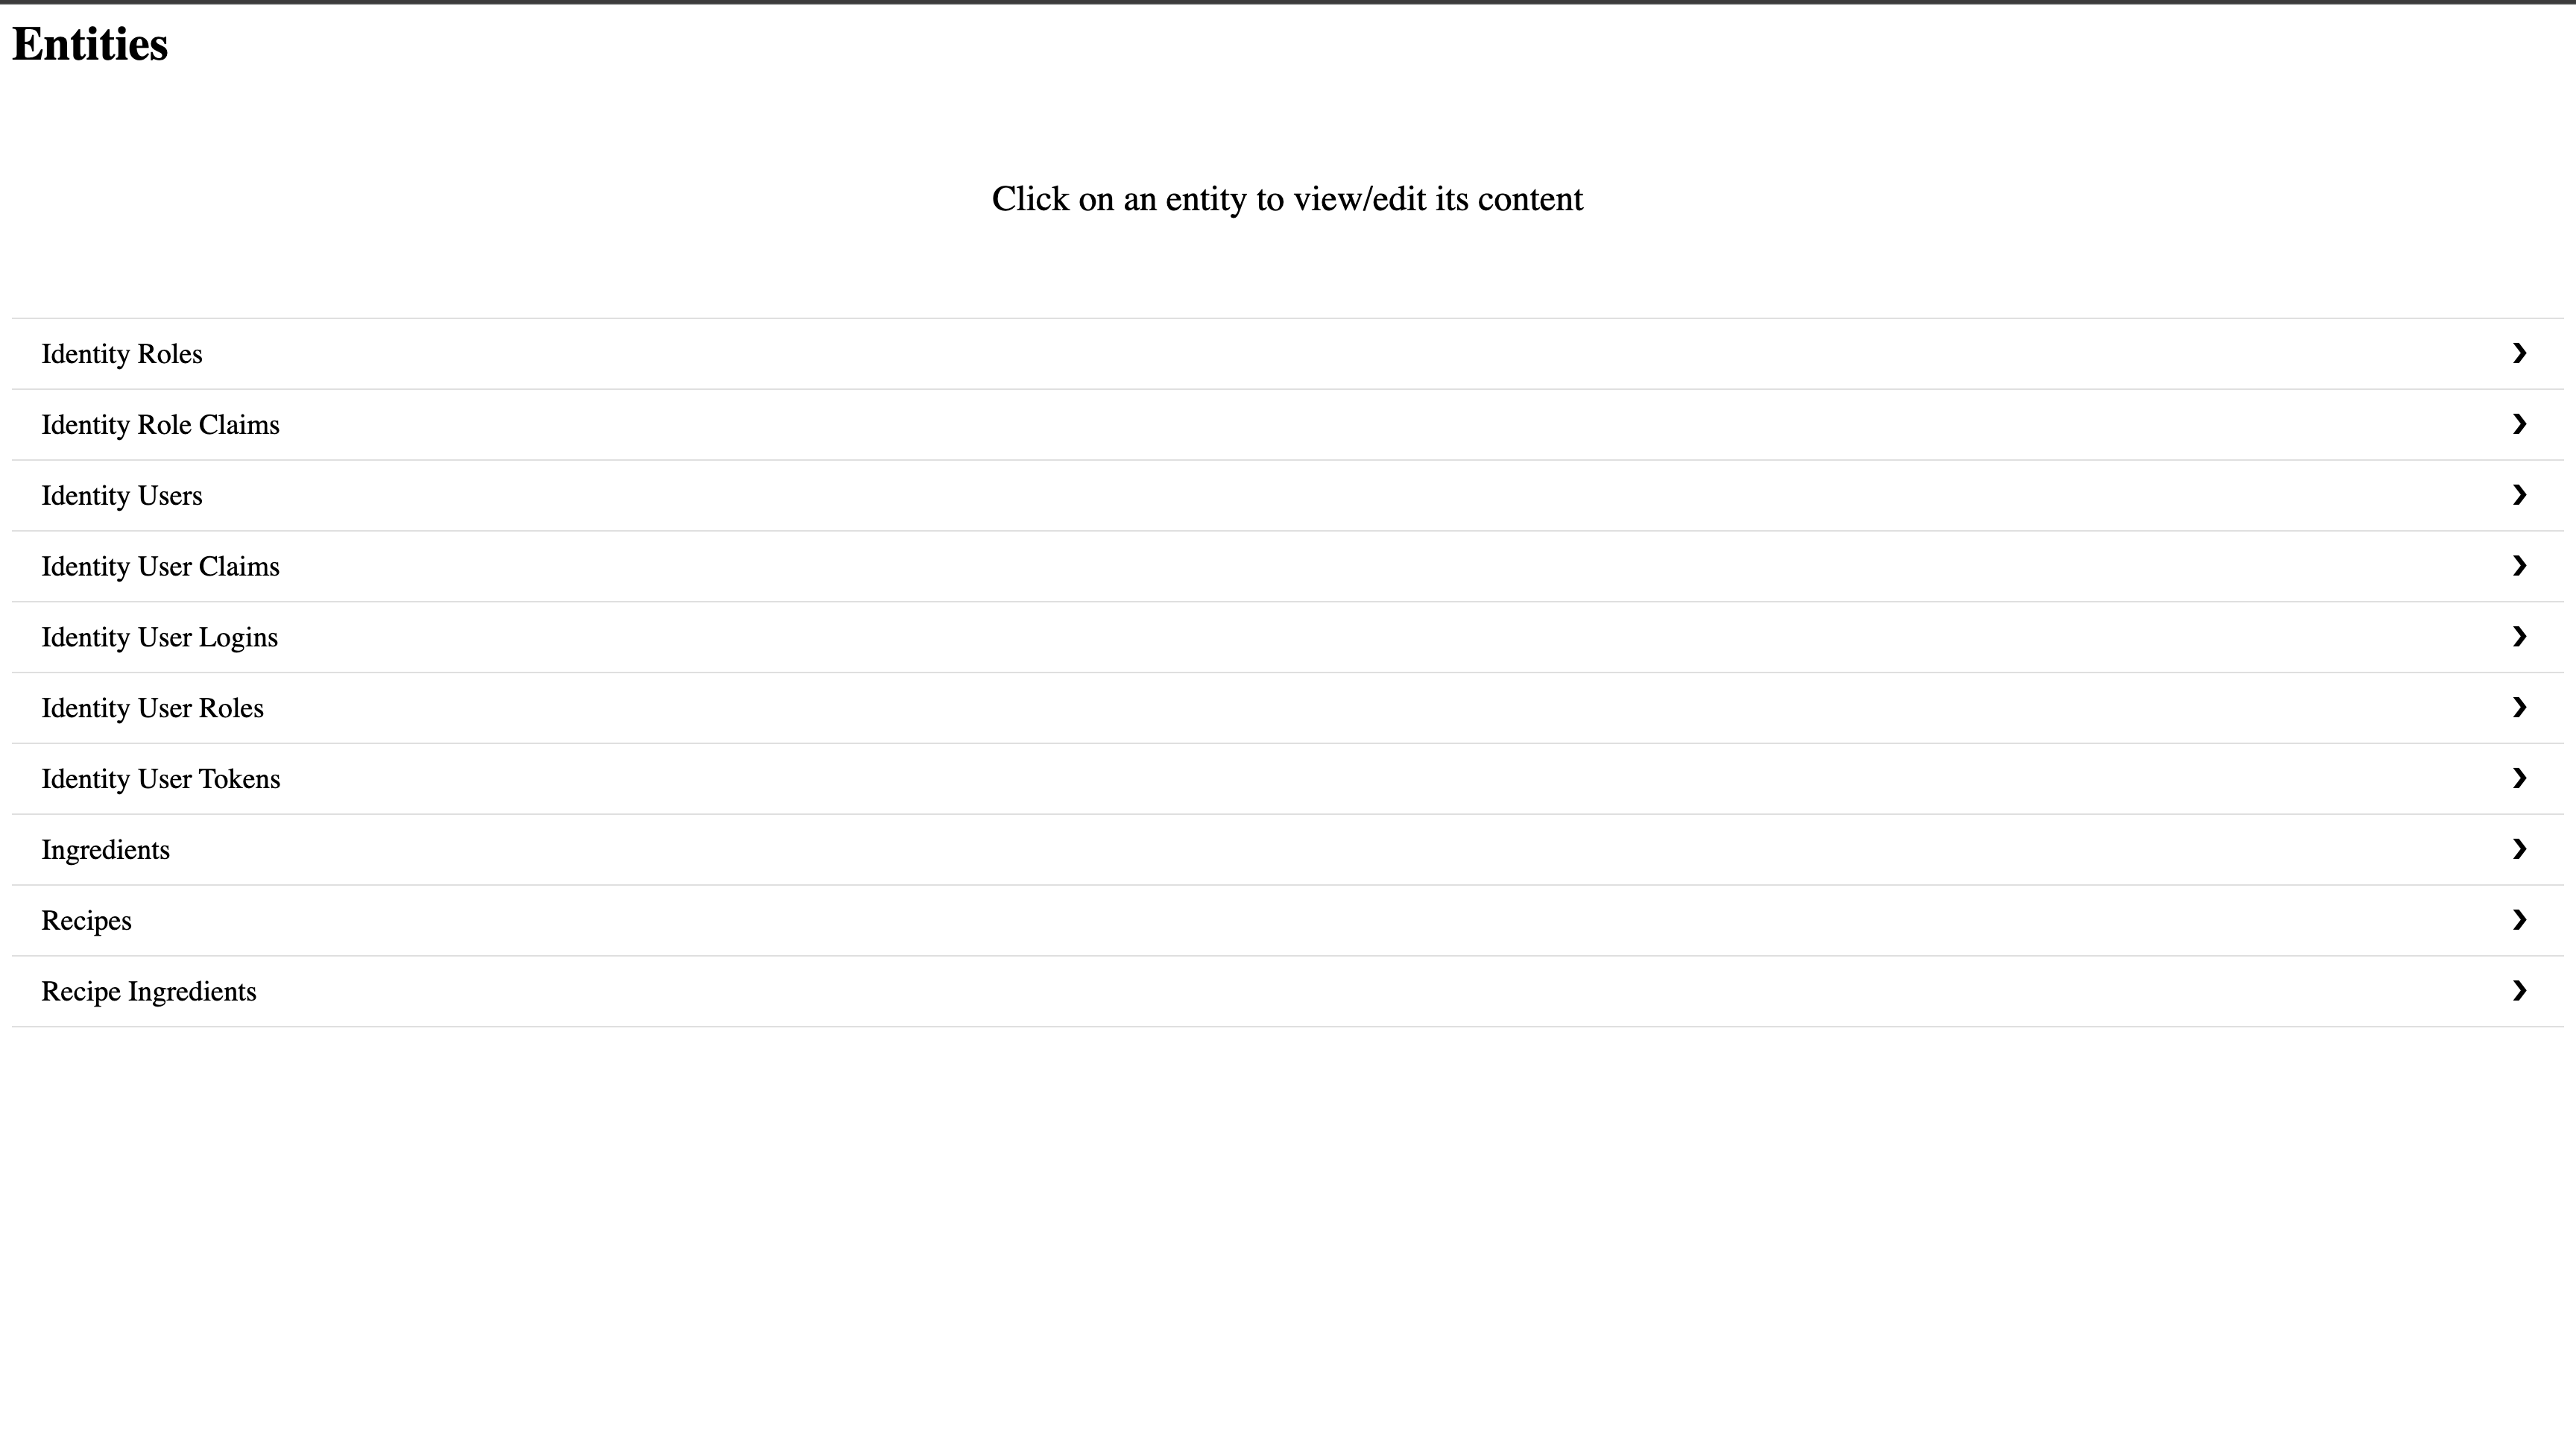 Entities
Click on an entity to view/edit its content
Identity Roles
Identity Role Claims
Identity Users
Identity User Claims
Identity User Logins
Identity User Roles
Identity User Tokens
Ingredients
Recipes
Recipe Ingredients